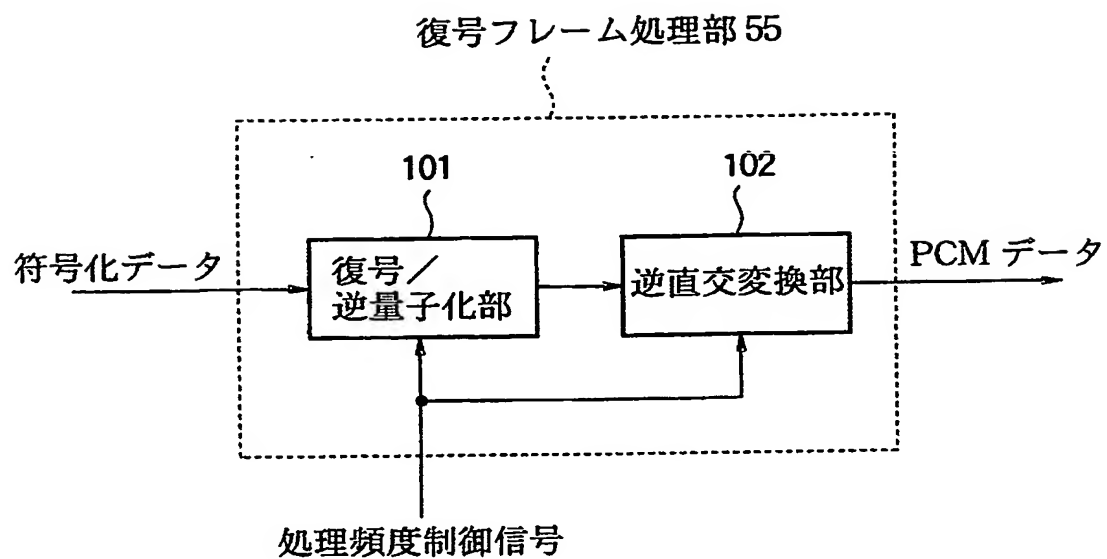 復号フレーム処理部 55
101
102
符号化データ
復号／
逆量子化部
逆直交変換部
PCM データ
処理頻度制御信号